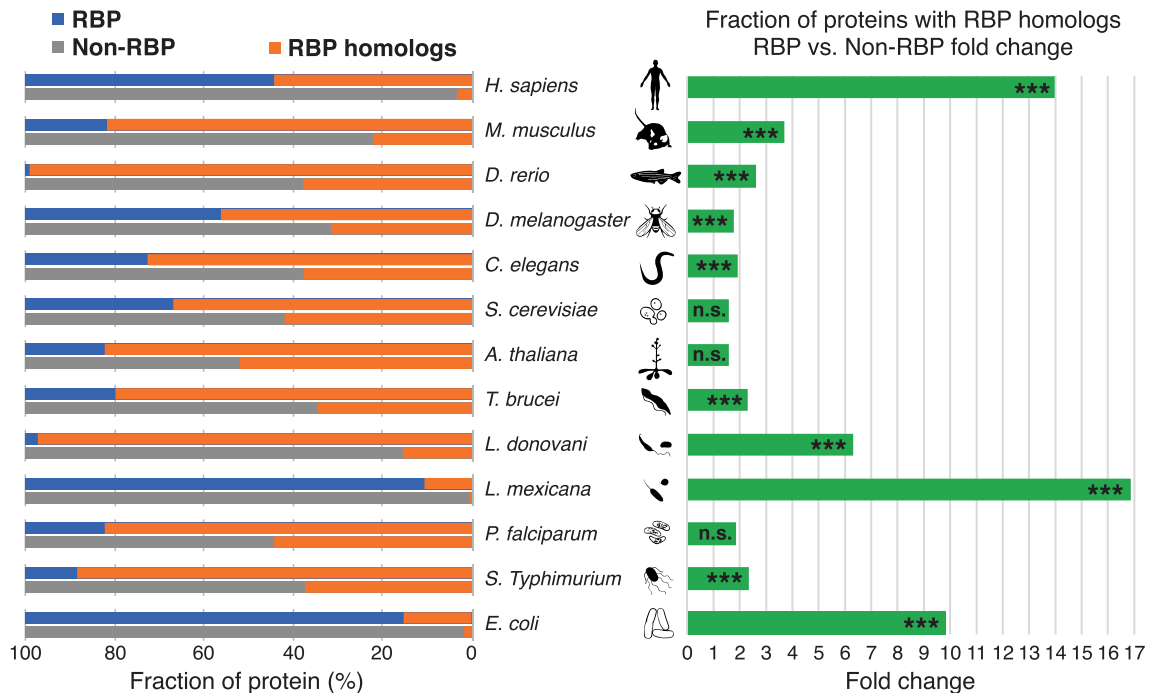 RBP
Non-RBP
RBP homologs
Fraction of proteins with RBP homologs
RBP vs. Non-RBP fold change
H. sapiens
***
M. musculus
***
D. rerio
***
D. melanogaster
***
C. elegans
***
S. cerevisiae
n.s.
A. thaliana
n.s.
T. brucei
***
L. donovani
***
L. mexicana
***
P. falciparum
n.s.
S. Typhimurium
***
E. coli
***
100 80 60 40 20 0
0 1 2 3 4 5 6 7 8 9 10 11 12 13 14 15 16 17
Fraction of protein (%)
Fold change